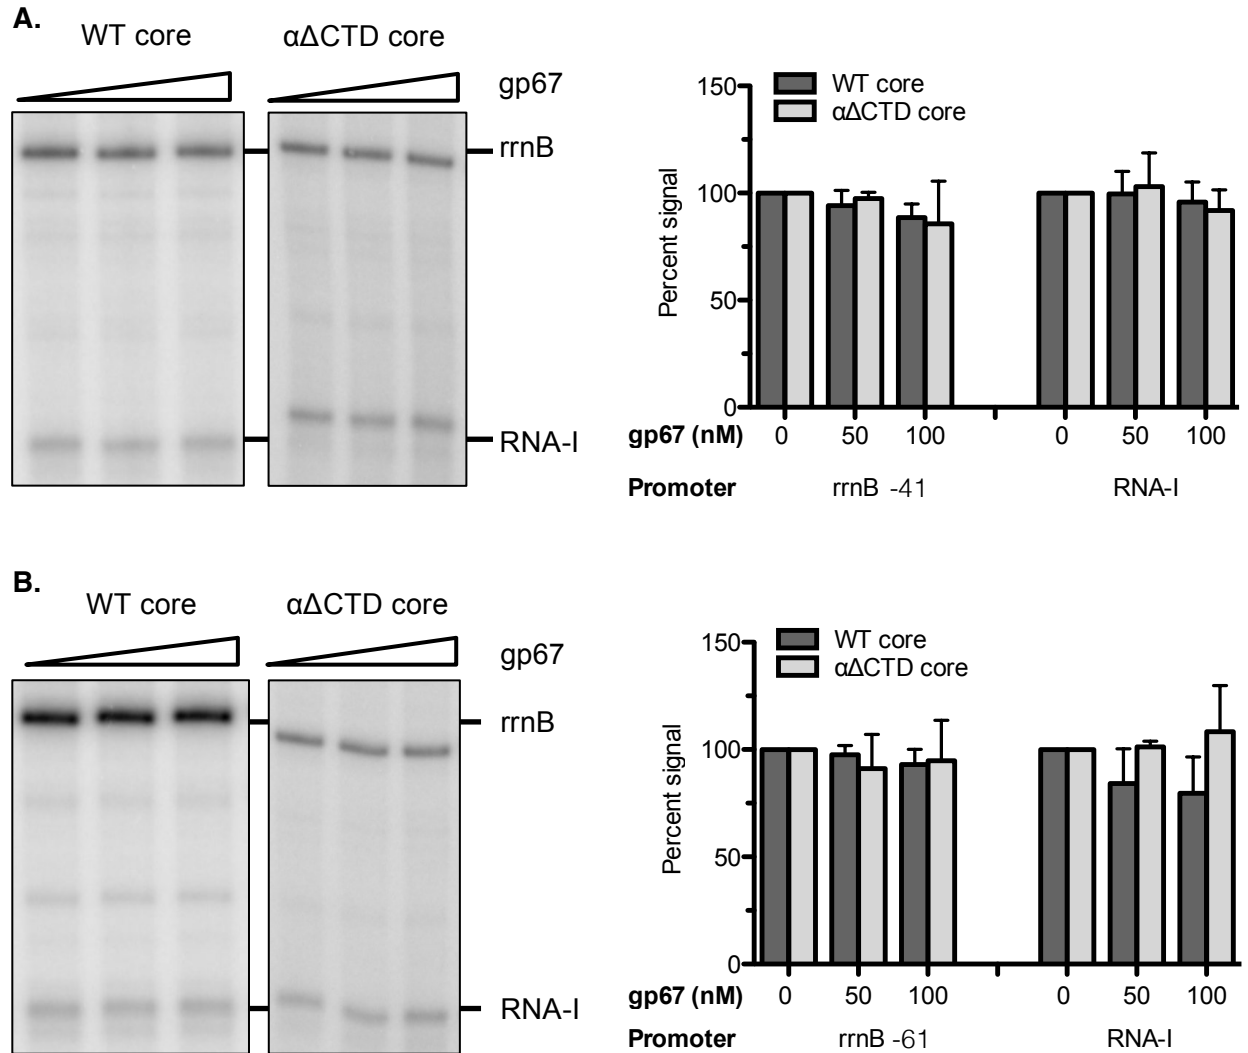 A.
WT core
αΔCTD core
gp67
rrnB
RNA-I
WT core
αΔCTD core
150
100
50
0
Percent signal
gp67 (nM) 0 50 100 0 50 100
Promoter rrnB -41 RNA-I
B.
WT core
αΔCTD core
gp67
rrnB
RNA-I
WT core
αΔCTD core
150
100
50
0
Percent signal
gp67 (nM) 0 50 100 0 50 100
Promoter rrnB -61 RNA-I